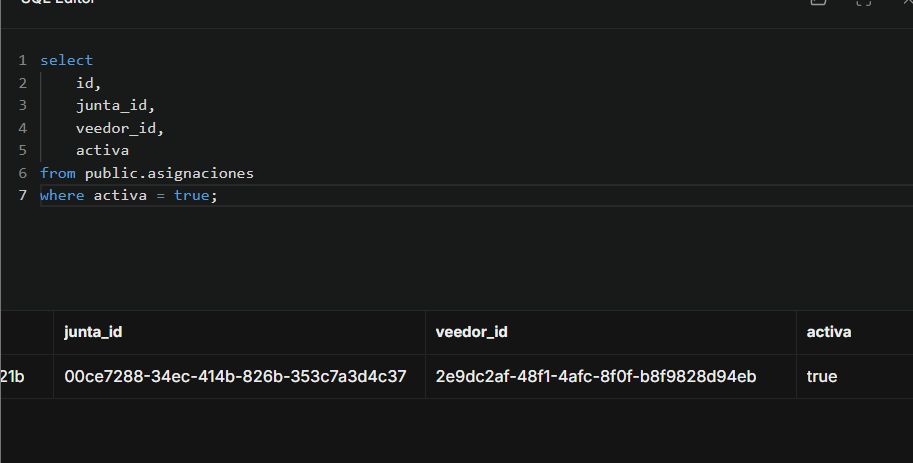 SQL Editor
1 select
2 id,
3 junta_id,
4 veedor_id,
5 activa
6 from public.asignaciones
7 where activa = true;
junta_id veedor_id activa
21b 00ce7288-34ec-414b-826b-353c7a3d4c37 2e9dc2af-48f1-4afc-8f0f-b8f9828d94eb true